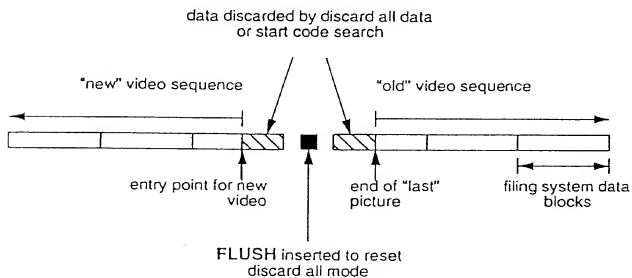 data discarded by discard all data
or start code search
"new" video sequence
"old" video sequence
entry point for new
video
end of "last"
picture
filing system data
blocks
FLUSH inserted to reset
discard all mode